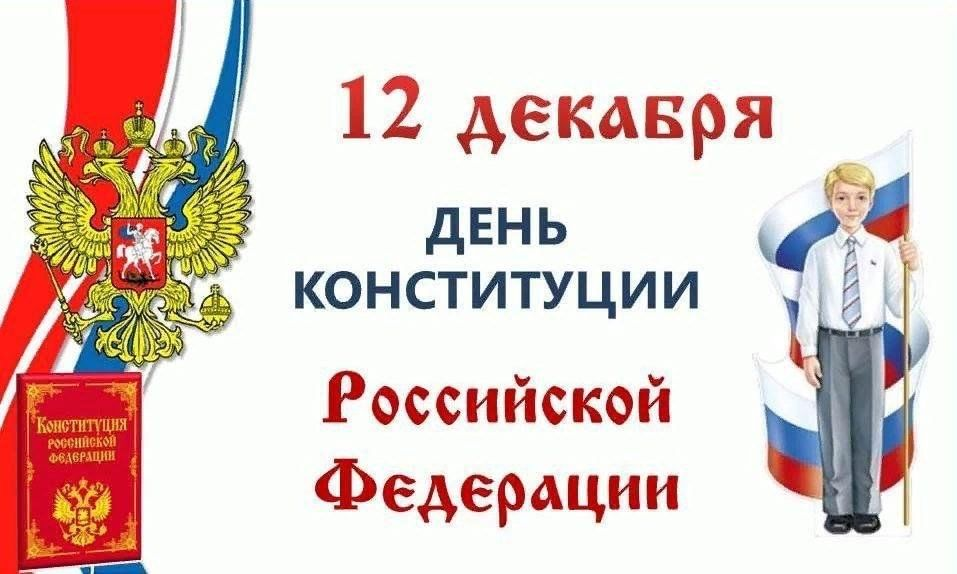 12 декабря
ДЕНЬ
КОНСТИТУЦИИ
Российской
Федерации
Конституция
РОССИЙСКОЙ
ФЕДЕРАЦИИ